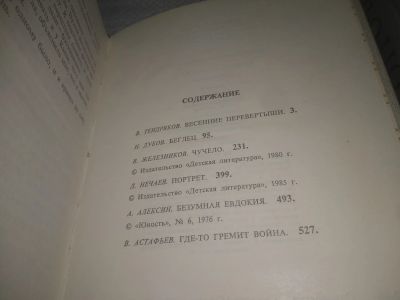 СОДЕРЖАНИЕ
В. ТЕНДРЯКОВ. ВЕСЕННИЕ ПЕРЕВЕРТЫШИ. 3.
Н. ДУБОВ. БЕГЛЕЦ. 95.
В. ЖЕЛЕЗНИКОВ. ЧУЧЕЛО. 231.
© Издательство «Детская литература», 1980 г.
Л. НЕЧАЕВ. ПОРТРЕТ. 399.
© Издательство «Детская литература», 1985 г.
А. АЛЕКСИН. БЕЗУМНАЯ ЕВДОКИЯ. 493.
© «Юность», № 6, 1976 г.
В. АСТАФЬЕВ. ГДЕ-ТО ГРЕМИТ ВОЙНА. 527.